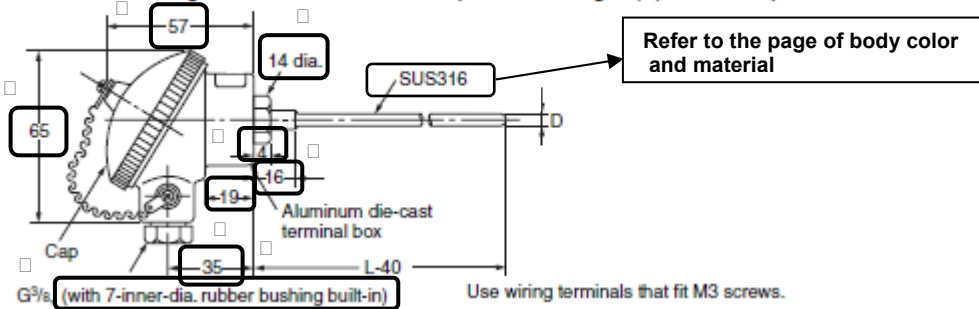 57
14 dia.
Refer to the page of body color
and material
SUS316
65
D
4
16
19
Aluminum die-cast
terminal box
Cap
35
L-40
G3/8, (with 7-inner-dia. rubber bushing built-in)
Use wiring terminals that fit M3 screws.